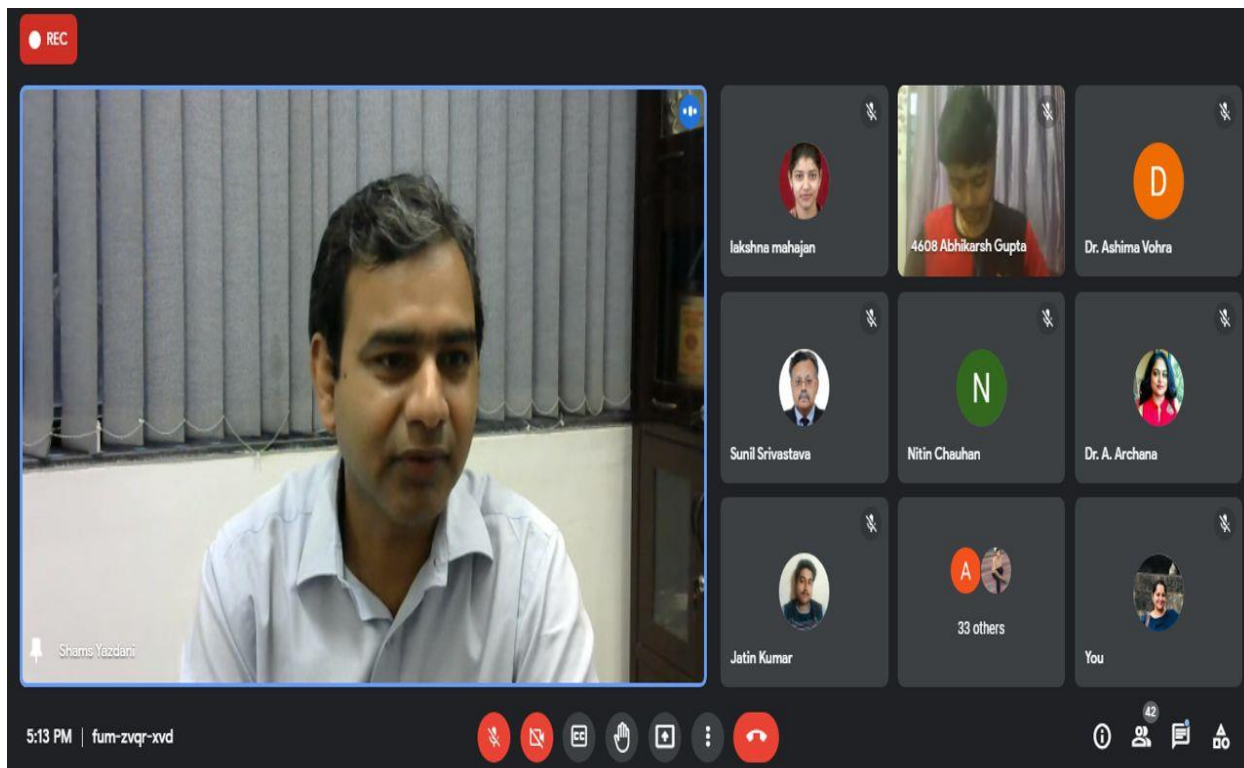 REC
lakshna mahajan
4608 Abhikarsh Gupta
D
Dr. Ashima Vohra
Sunil Srivastava
N
Nitin Chauhan
Dr. A. Archana
Shams Yazdani
Jatin Kumar
A
33 others
You
5:13 PM | fum-zvqr-xvd
CC
42